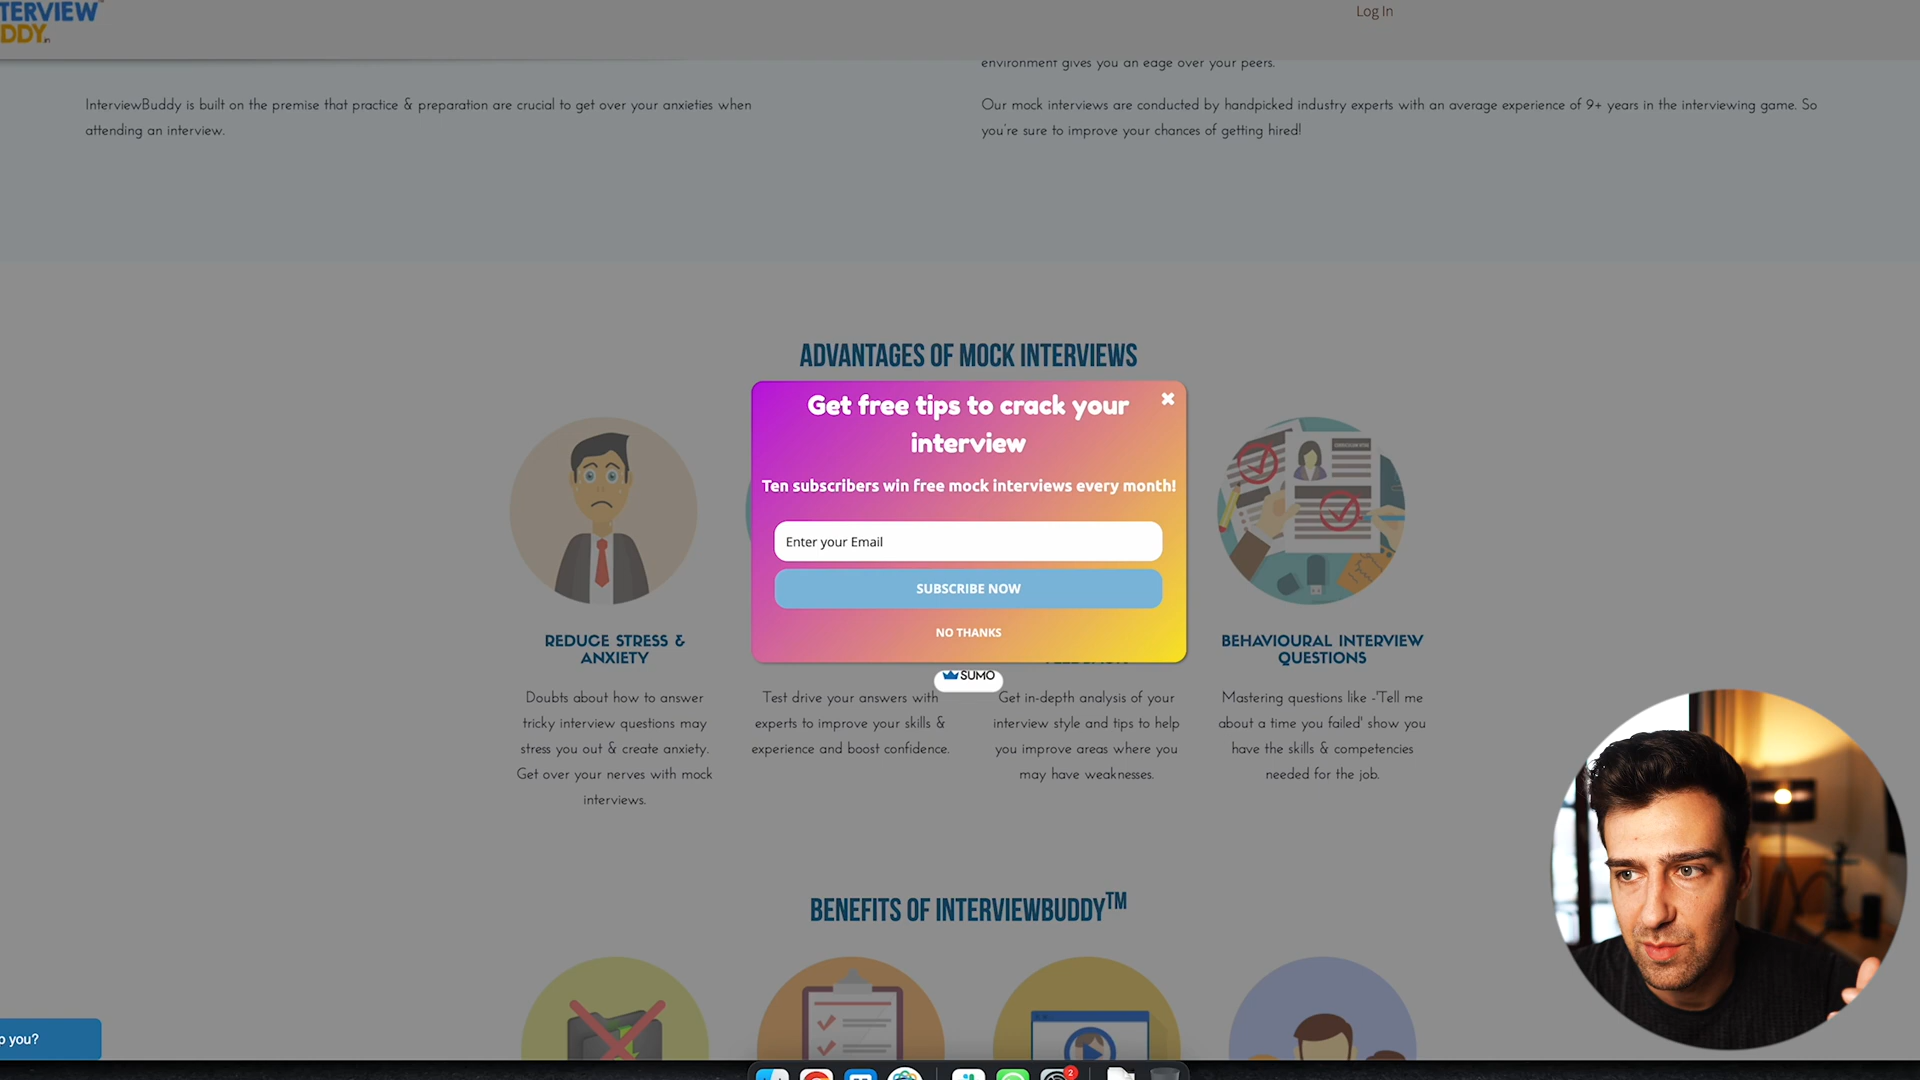 TERVIEW
DDY.in
Log In
environment gives you an edge over your peers.
InterviewBuddy is built on the premise that practice & preparation are crucial to get over your anxieties when
attending an interview.
Our mock interviews are conducted by handpicked industry experts with an average experience of 9+ years in the interviewing game. So
you're sure to improve your chances of getting hired!
ADVANTAGES OF MOCK INTERVIEWS
Get free tips to crack your
interview
Ten subscribers win free mock interviews every month!
Enter your Email
SUBSCRIBE NOW
NO THANKS
SUMO
REDUCE STRESS &
ANXIETY
Doubts about how to answer
tricky interview questions may
stress you out & create anxiety.
Get over your nerves with mock
interviews.
Test drive your answers with
experts to improve your skills &
experience and boost confidence.
Get in-depth analysis of your
interview style and tips to help
you improve areas where you
may have weaknesses.
BEHAVIOURAL INTERVIEW
QUESTIONS
Mastering questions like -"Tell me
about a time you failed' show you
have the skills & competencies
needed for the job.
BENEFITS OF INTERVIEWBUDDY™
p you?
2